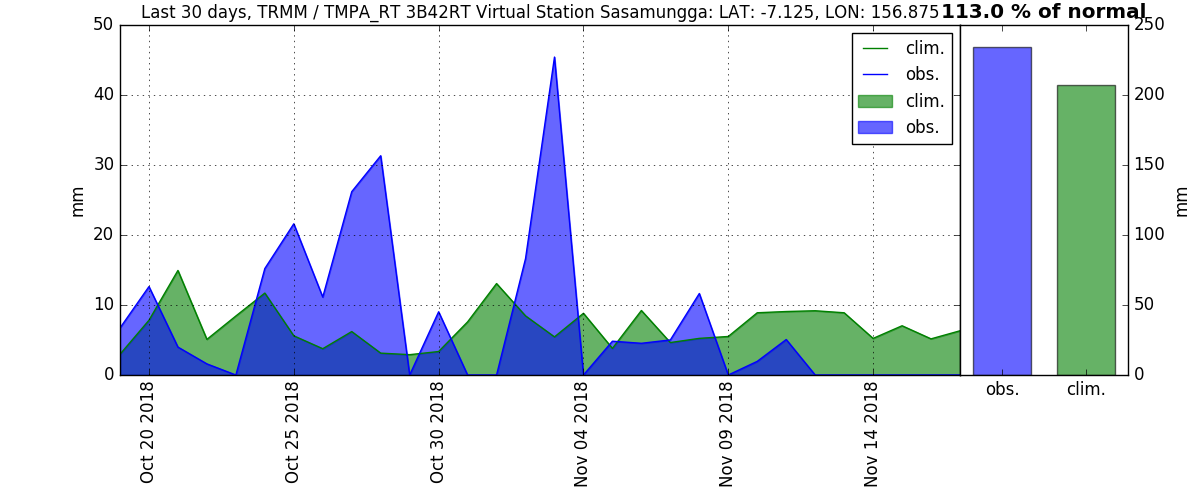 Last 30 days, TRMM / TMPA_RT 3B42RT Virtual Station Sasamungga: LAT: -7.125, LON: 156.875
113.0 % of normal
50
40
30
20
10
0
mm
clim.
obs.
clim.
obs.
250
200
150
100
50
0
mm
Oct 20 2018
Oct 25 2018
Oct 30 2018
Nov 04 2018
Nov 09 2018
Nov 14 2018
obs.
clim.